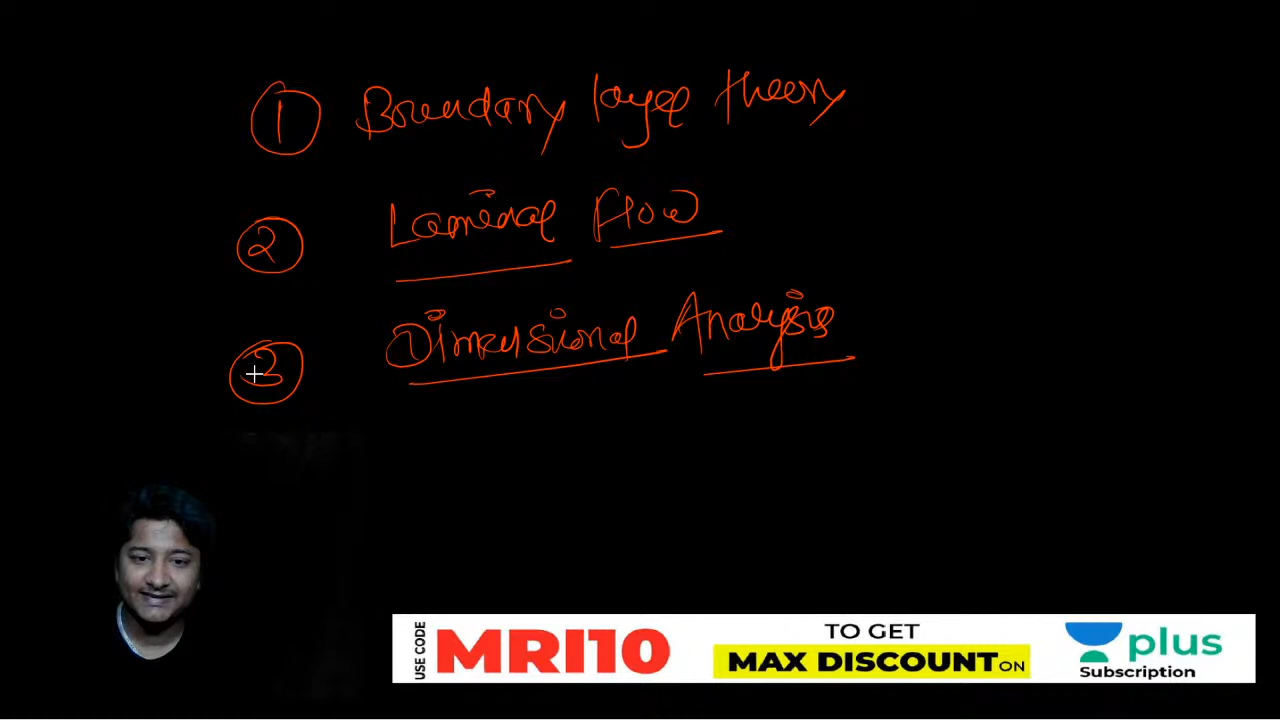 ① Boundary layer theory
② Laminar Flow
③ Dimensional Analysis
USE CODE
MRI10
TO GET
MAX DISCOUNT ON
plus
Subscription